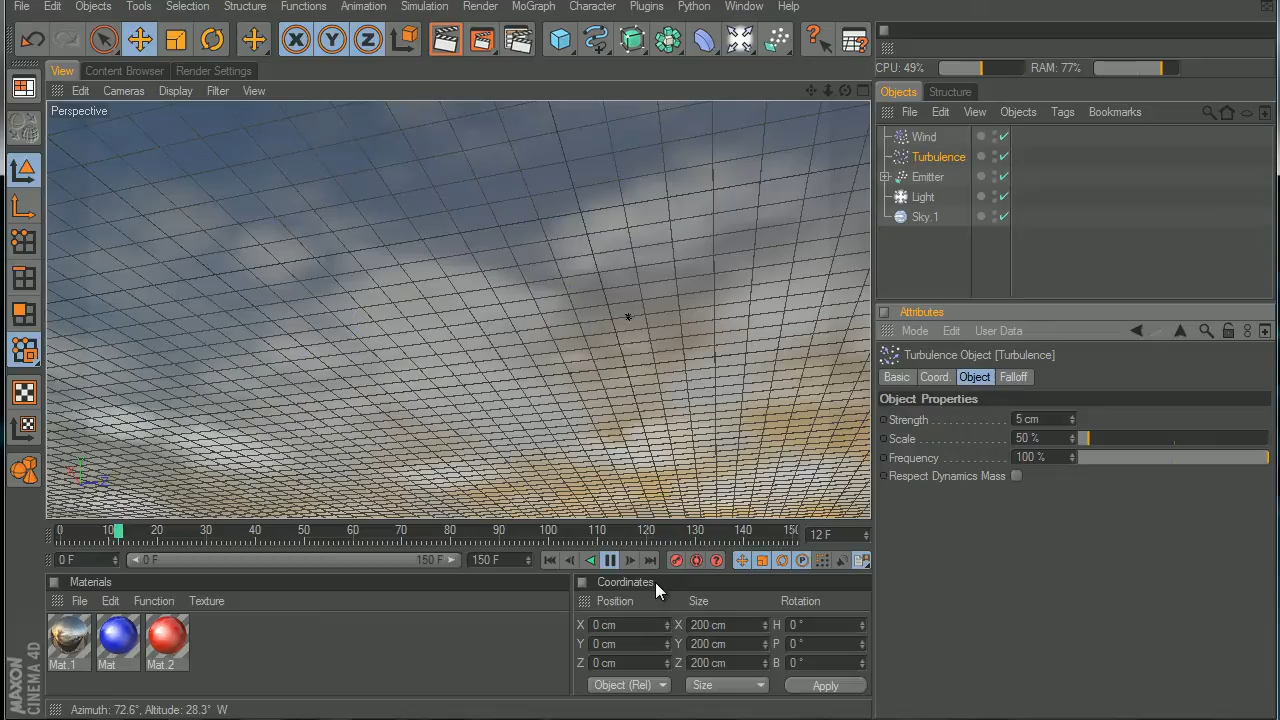 File Edit Objects Tools Selection Structure Functions Animation Simulation Render MoGraph Character Plugins Python Window Help
X Y Z
CPU: 49% RAM: 77%
View Content Browser Render Settings
Objects Structure
Edit Cameras Display Filter View
File Edit View Objects Tags Bookmarks
Perspective
Wind
Turbulence
Emitter
Light
Sky.1
Attributes
Mode Edit User Data
Turbulence Object [Turbulence]
Basic Coord. Object Falloff
Object Properties
Strength 5 cm
Scale 50 %
Frequency 100 %
Respect Dynamics Mass
0 10 20 30 40 50 60 70 80 90 100 110 120 130 140 150 12 F
0 F 0 F 150 F 150 F
Materials
File Edit Function Texture
Mat.1 Mat Mat.2
Coordinates
Position Size Rotation
X 0 cm X 200 cm H 0 °
Y 0 cm Y 200 cm P 0 °
Z 0 cm Z 200 cm B 0 °
Object (Rel) Size Apply
MAXON
CINEMA 4D
Azimuth: 72.6°, Altitude: 28.3° W